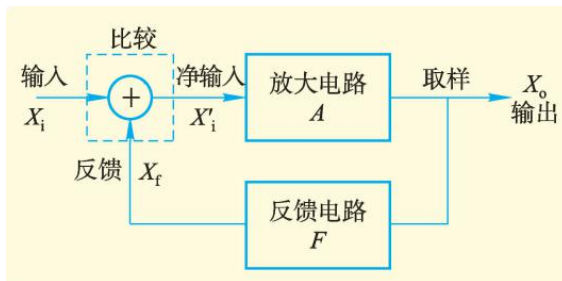 比较
输入
X_i
+
净输入
X'_i
放大电路
A
取样
X_o
输出
反馈
X_f
反馈电路
F